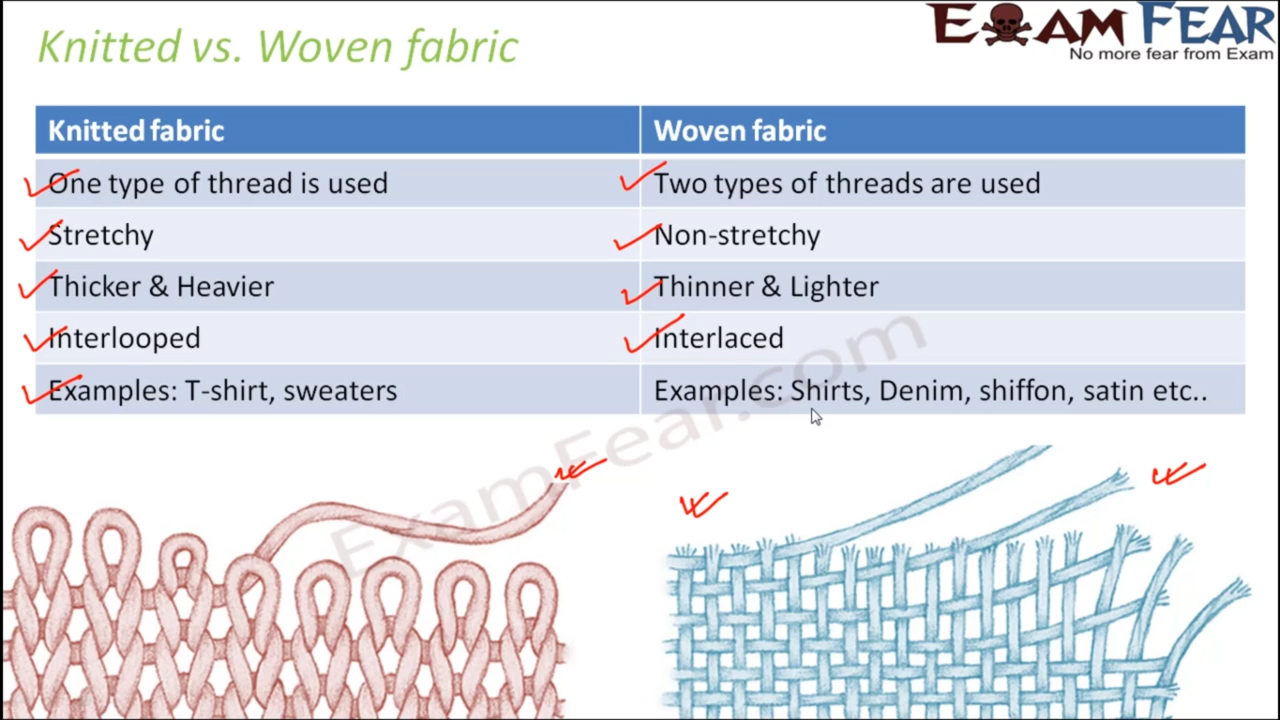 Knitted vs. Woven fabric
EXAM FEAR
No more fear from Exam
Knitted fabric
Woven fabric
One type of thread is used
Two types of threads are used
Stretchy
Non-stretchy
Thicker & Heavier
Thinner & Lighter
Interlooped
Interlaced
Examples: T-shirt, sweaters
Examples: Shirts, Denim, shiffon, satin etc..
ExamFear.com